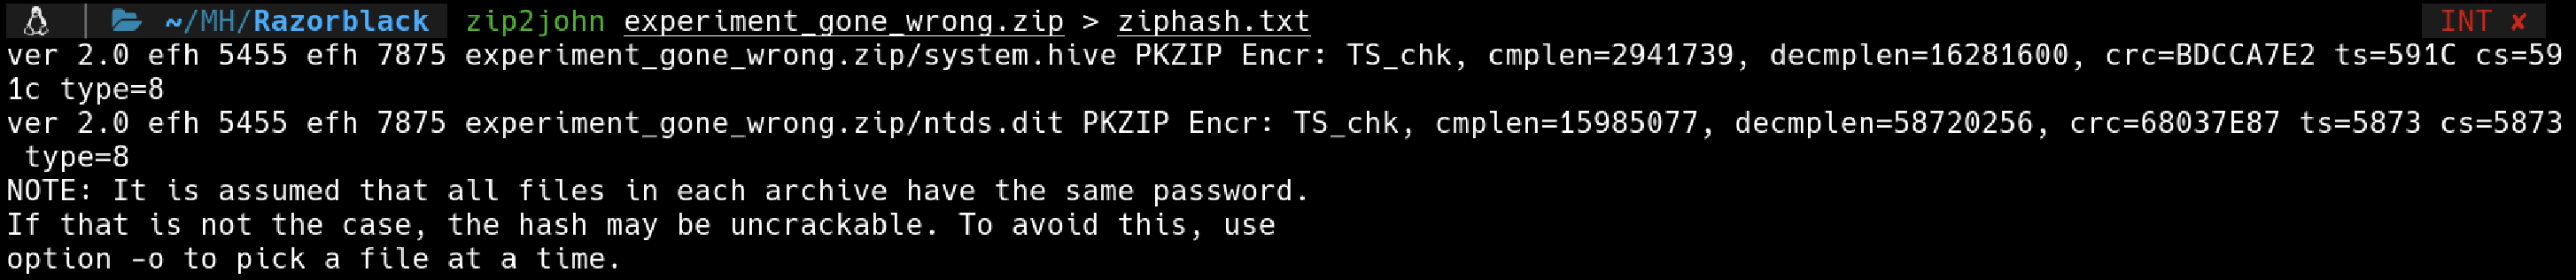 ~/MH/Razorblack zip2john experiment_gone_wrong.zip > ziphash.txt INT ✘
ver 2.0 efh 5455 efh 7875 experiment_gone_wrong.zip/system.hive PKZIP Encr: TS_chk, cmplen=2941739, decmplen=16281600, crc=BDCCA7E2 ts=591C cs=59
1c type=8
ver 2.0 efh 5455 efh 7875 experiment_gone_wrong.zip/ntds.dit PKZIP Encr: TS_chk, cmplen=15985077, decmplen=58720256, crc=68037E87 ts=5873 cs=5873
 type=8
NOTE: It is assumed that all files in each archive have the same password.
If that is not the case, the hash may be uncrackable. To avoid this, use
option -o to pick a file at a time.